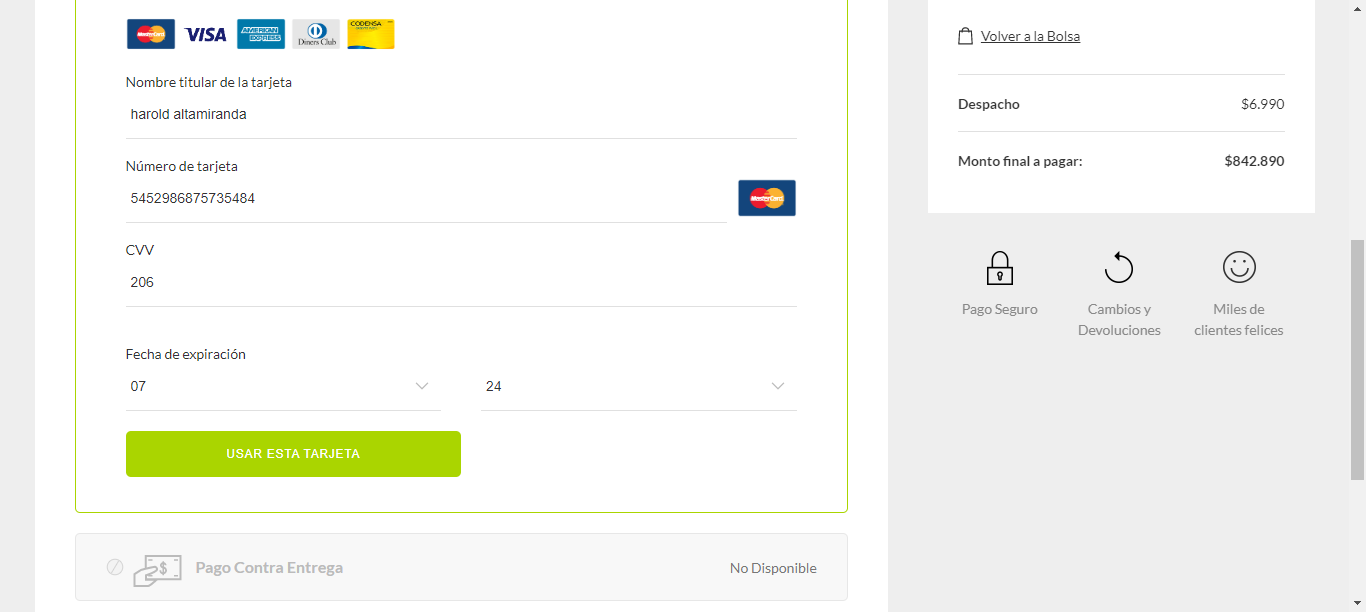 MasterCard VISA AMERICAN EXPRESS Diners Club CODENSA
Nombre titular de la tarjeta
harold altamiranda
Número de tarjeta
5452986875735484
MasterCard
CVV
206
Fecha de expiración
07 24
USAR ESTA TARJETA
Pago Contra Entrega
No Disponible
Volver a la Bolsa
Despacho $6.990
Monto final a pagar: $842.890
Pago Seguro
Cambios y
Devoluciones
Miles de
clientes felices